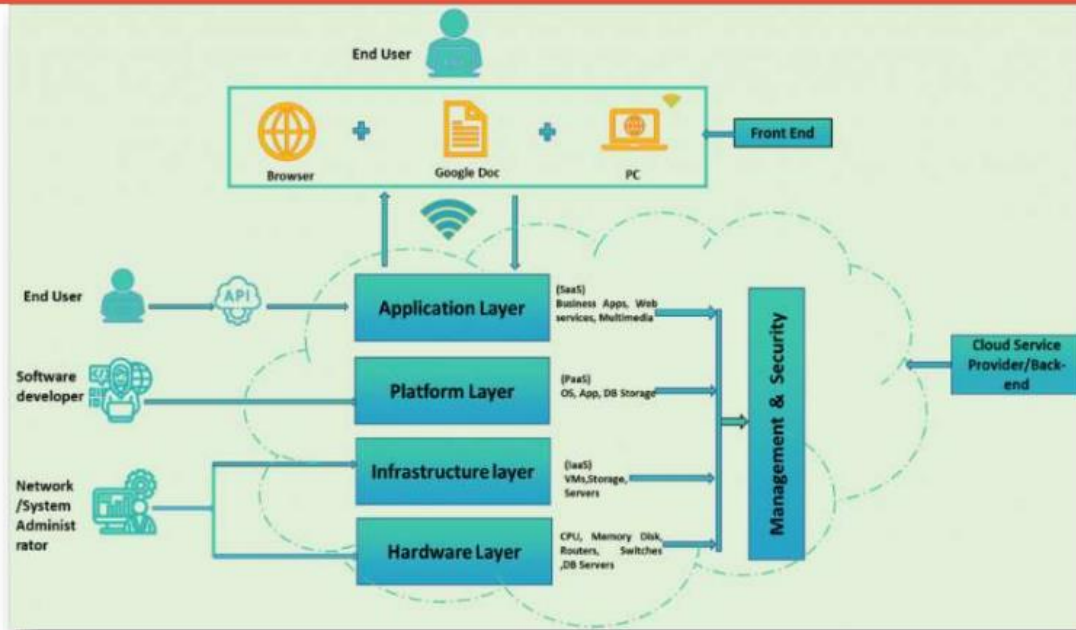 End User
Browser
Google Doc
PC
Front End
End User
API
Application Layer
(SaaS)
Business Apps, Web
services, Multimedia
Software
developer
Platform Layer
(PaaS)
OS, App, DB Storage
Network
/System
Administ
rator
Infrastructure layer
(IaaS)
VMs,Storage,
Servers
Hardware Layer
CPU, Memory Disk,
Routers, Switches
,DB Servers
Management & Security
Cloud Service
Provider/Back-
end